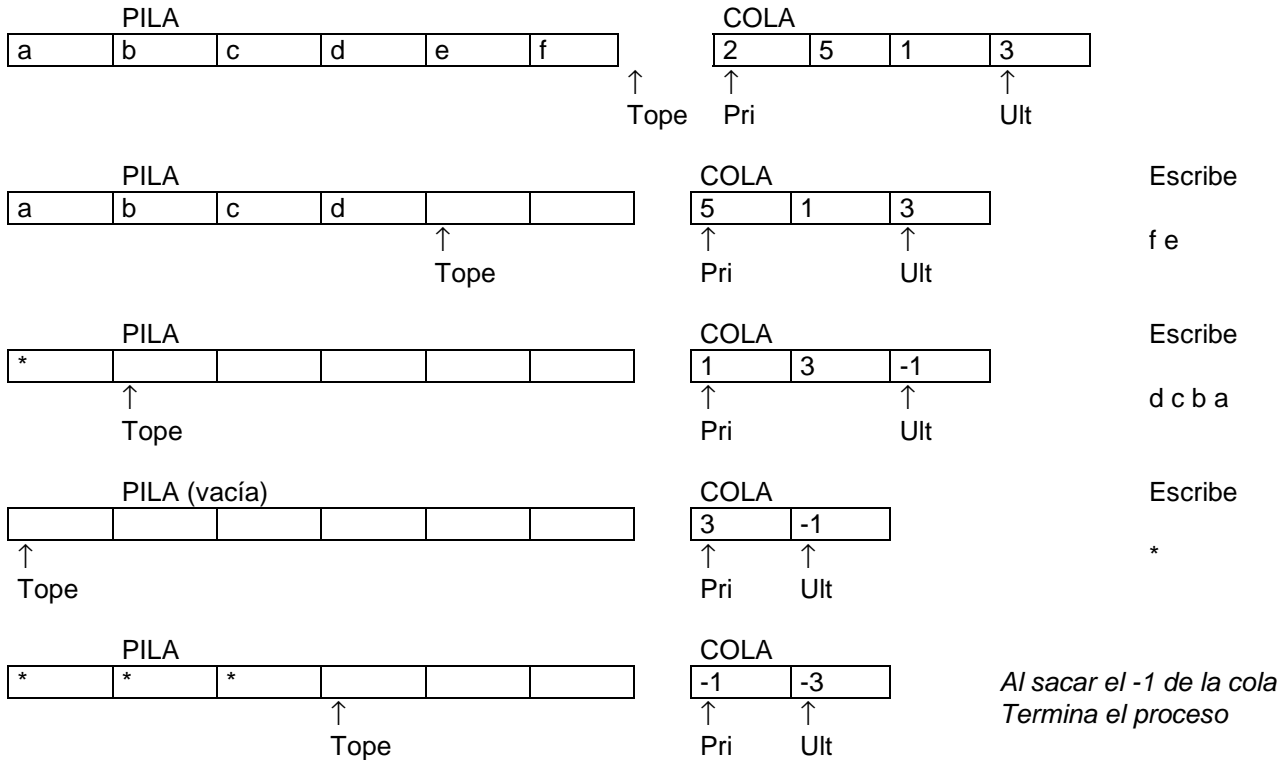 PILA COLA
a b c d e f 2 5 1 3
↑ ↑ ↑
Tope Pri Ult
PILA COLA Escribe
a b c d 5 1 3
↑ ↑ ↑ f e
Tope Pri Ult
PILA COLA Escribe
* 1 3 -1
↑ ↑ ↑ d c b a
Tope Pri Ult
PILA (vacía) COLA Escribe
3 -1
↑ ↑ ↑ *
Tope Pri Ult
PILA COLA
* * * -1 -3 Al sacar el -1 de la cola
↑ ↑ ↑ Termina el proceso
Tope Pri Ult